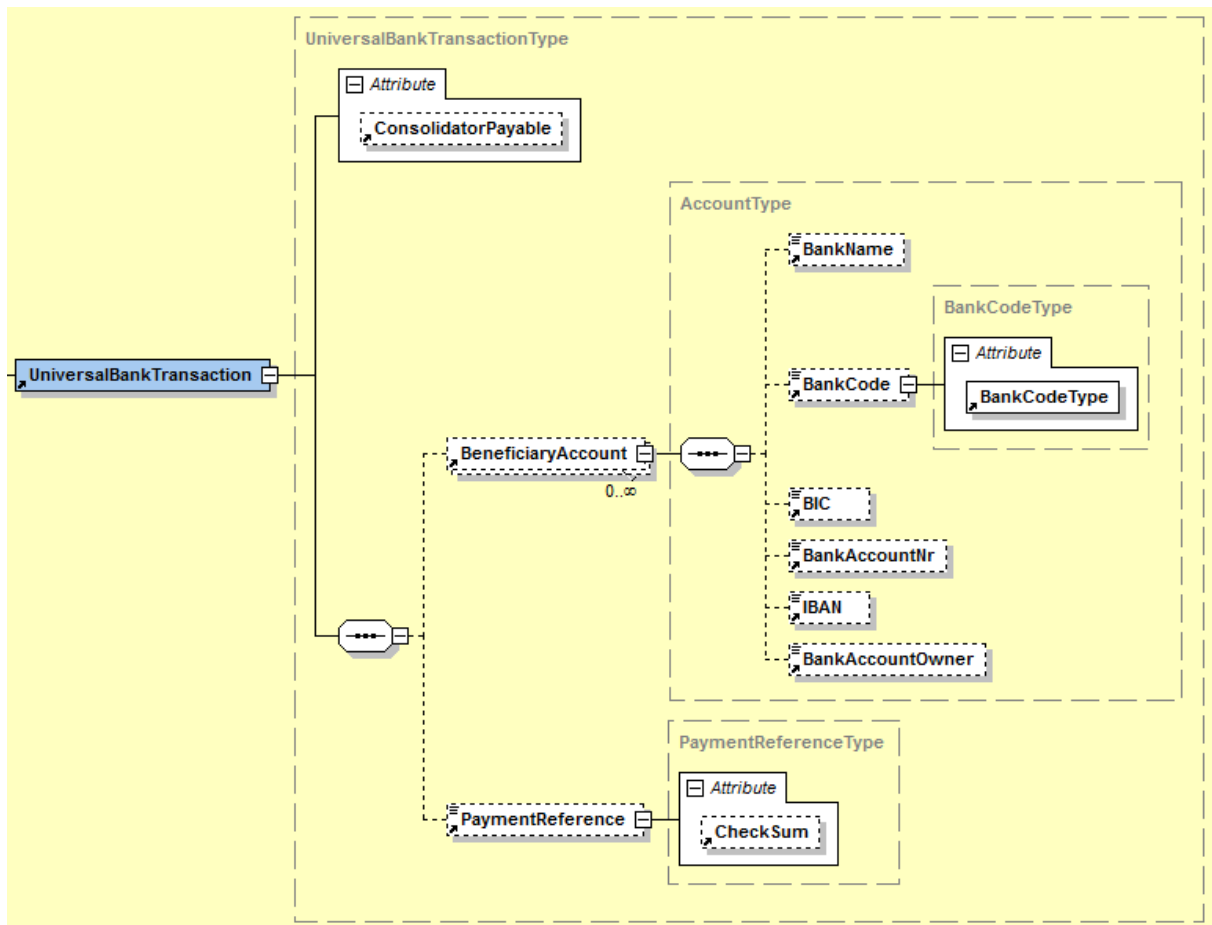 UniversalBankTransactionType
Attribute
ConsolidatorPayable
AccountType
BankName
BankCodeType
Attribute
BankCode
BankCodeType
UniversalBankTransaction
BeneficiaryAccount
0..∞
BIC
BankAccountNr
IBAN
BankAccountOwner
PaymentReferenceType
Attribute
PaymentReference
CheckSum